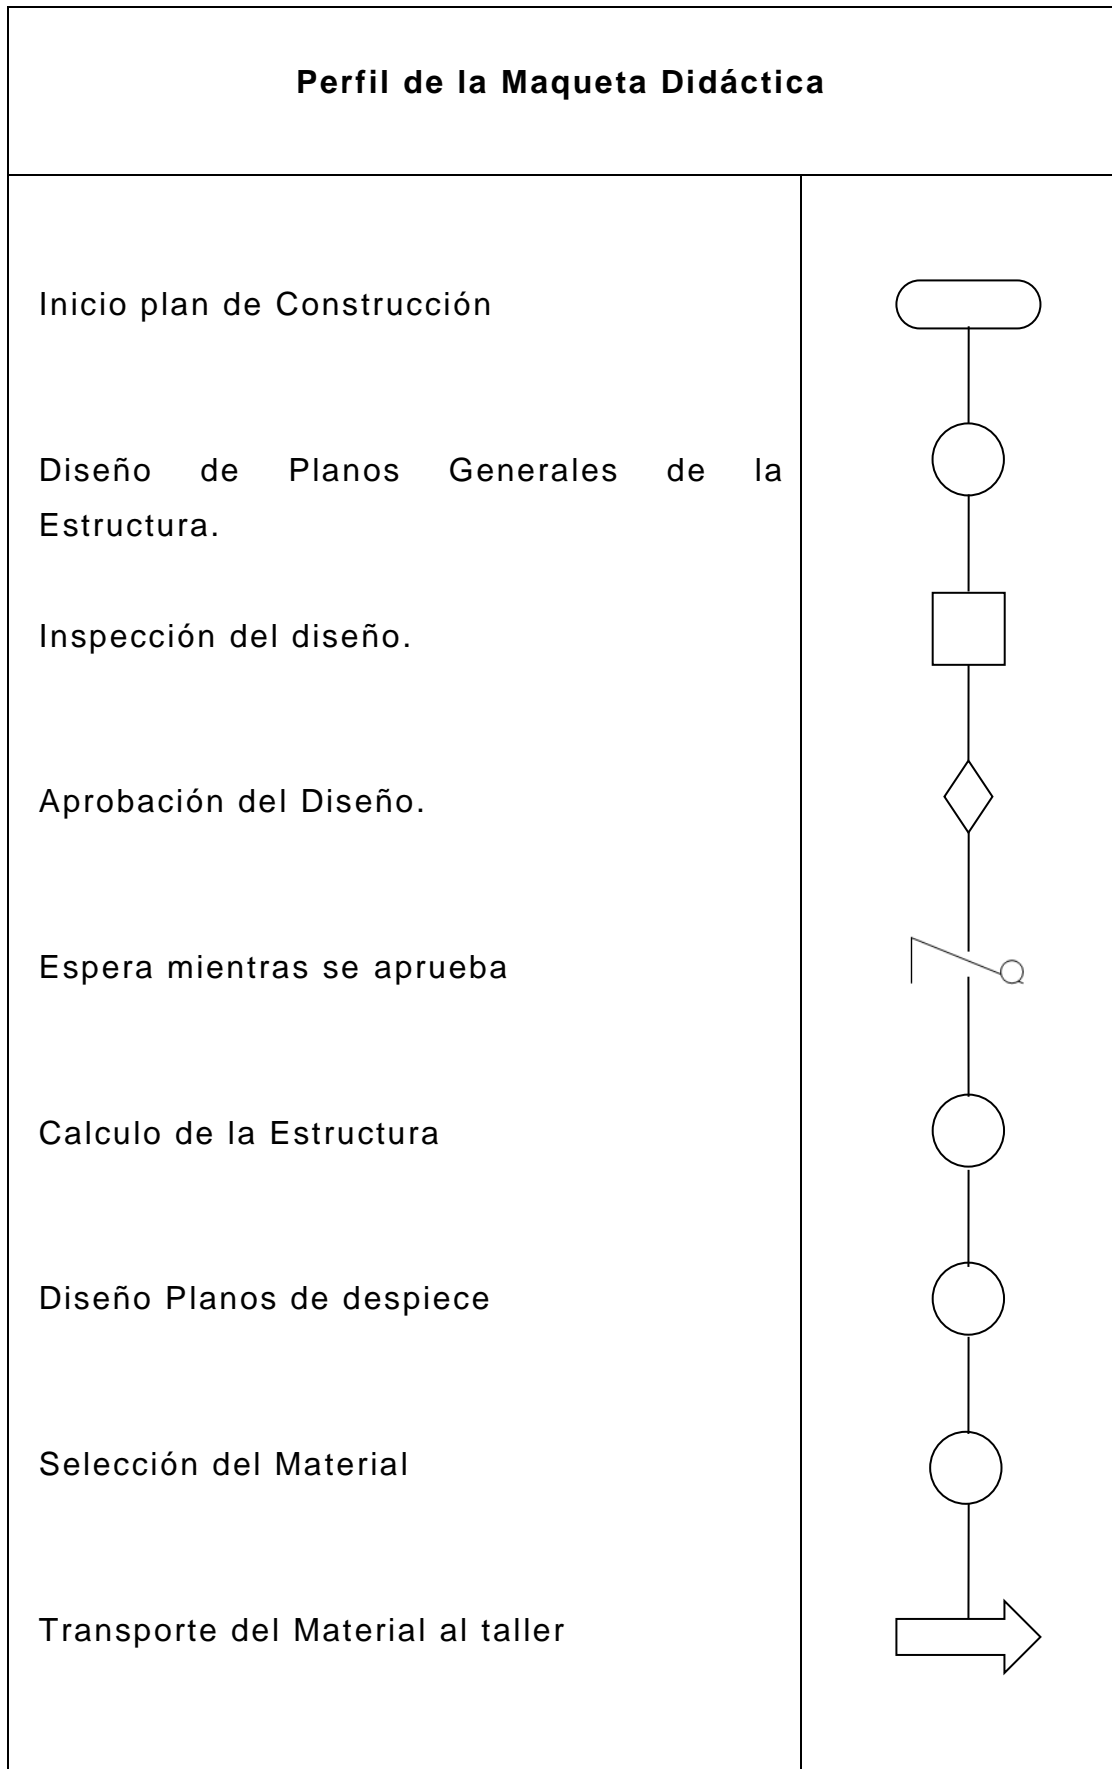 Perfil de la Maqueta Didáctica
Inicio plan de Construcción
Diseño de Planos Generales de la
Estructura.
Inspección del diseño.
Aprobación del Diseño.
Espera mientras se aprueba
Calculo de la Estructura
Diseño Planos de despiece
Selección del Material
Transporte del Material al taller